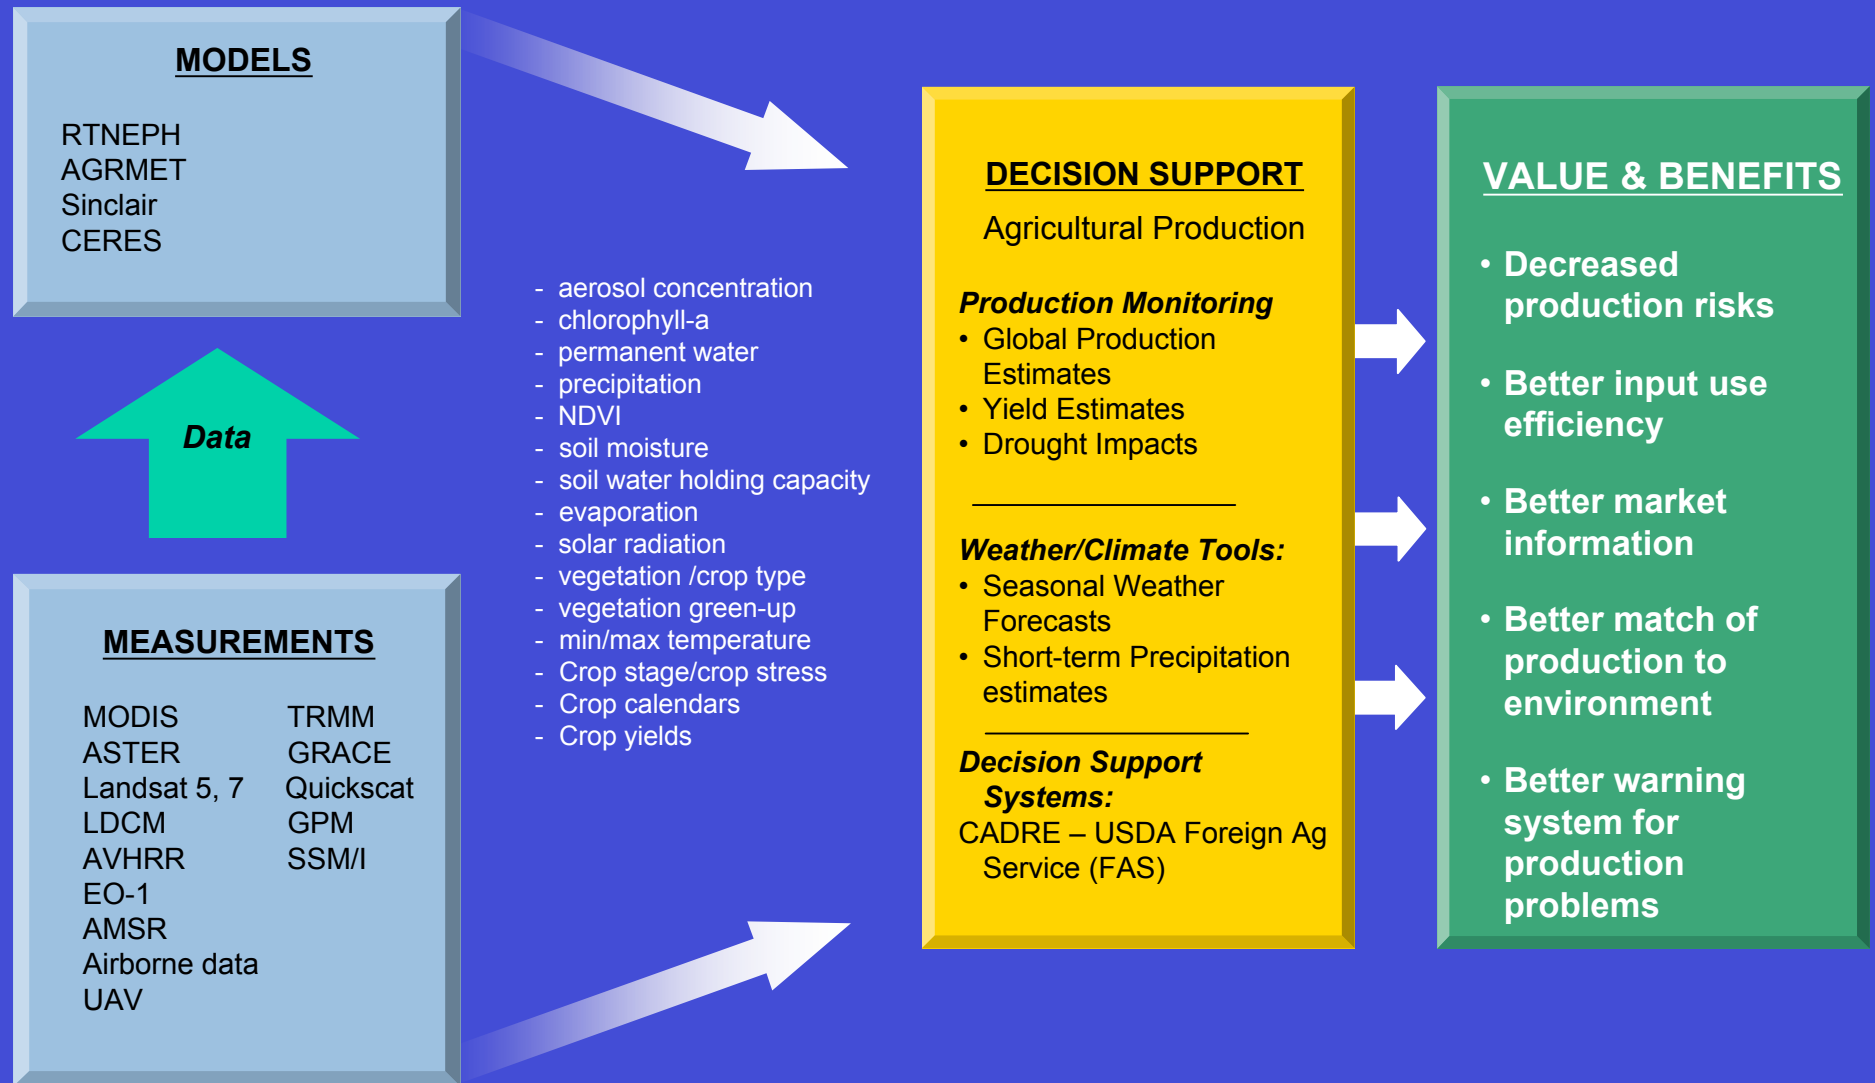 MODELS
RTNEPH
AGRMET
Sinclair
CERES
Data
MEASUREMENTS
MODIS
ASTER
Landsat 5, 7
LDCM
AVHRR
EO-1
AMSR
Airborne data
UAV
TRMM
GRACE
Quickscat
GPM
SSM/I
- aerosol concentration
- chlorophyll-a
- permanent water
- precipitation
- NDVI
- soil moisture
- soil water holding capacity
- evaporation
- solar radiation
- vegetation /crop type
- vegetation green-up
- min/max temperature
- Crop stage/crop stress
- Crop calendars
- Crop yields
DECISION SUPPORT
Agricultural Production
Production Monitoring
• Global Production
Estimates
• Yield Estimates
• Drought Impacts
Weather/Climate Tools:
• Seasonal Weather
Forecasts
• Short-term Precipitation
estimates
Decision Support
Systems:
CADRE – USDA Foreign Ag
Service (FAS)
VALUE & BENEFITS
• Decreased
production risks
• Better input use
efficiency
• Better market
information
• Better match of
production to
environment
• Better warning
system for
production
problems